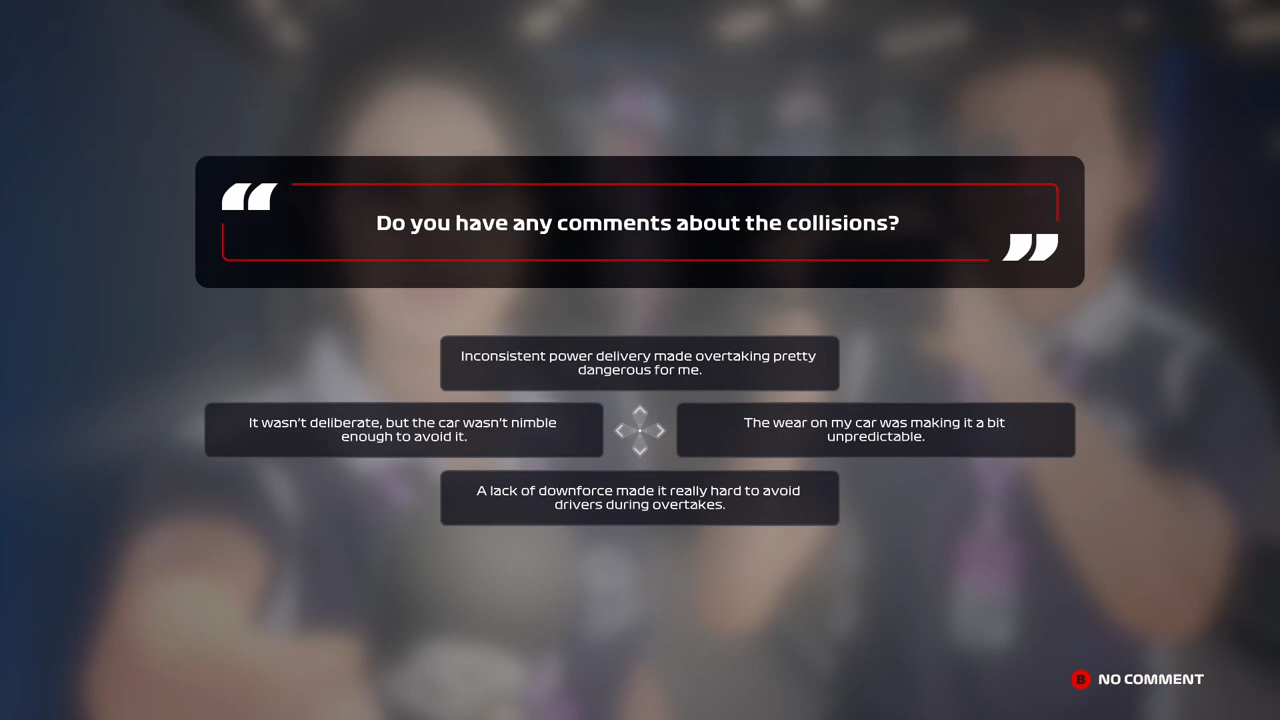 Do you have any comments about the collisions?
Inconsistent power delivery made overtaking pretty
dangerous for me.
It wasn't deliberate, but the car wasn't nimble
enough to avoid it.
The wear on my car was making it a bit
unpredictable.
A lack of downforce made it really hard to avoid
drivers during overtakes.
B NO COMMENT